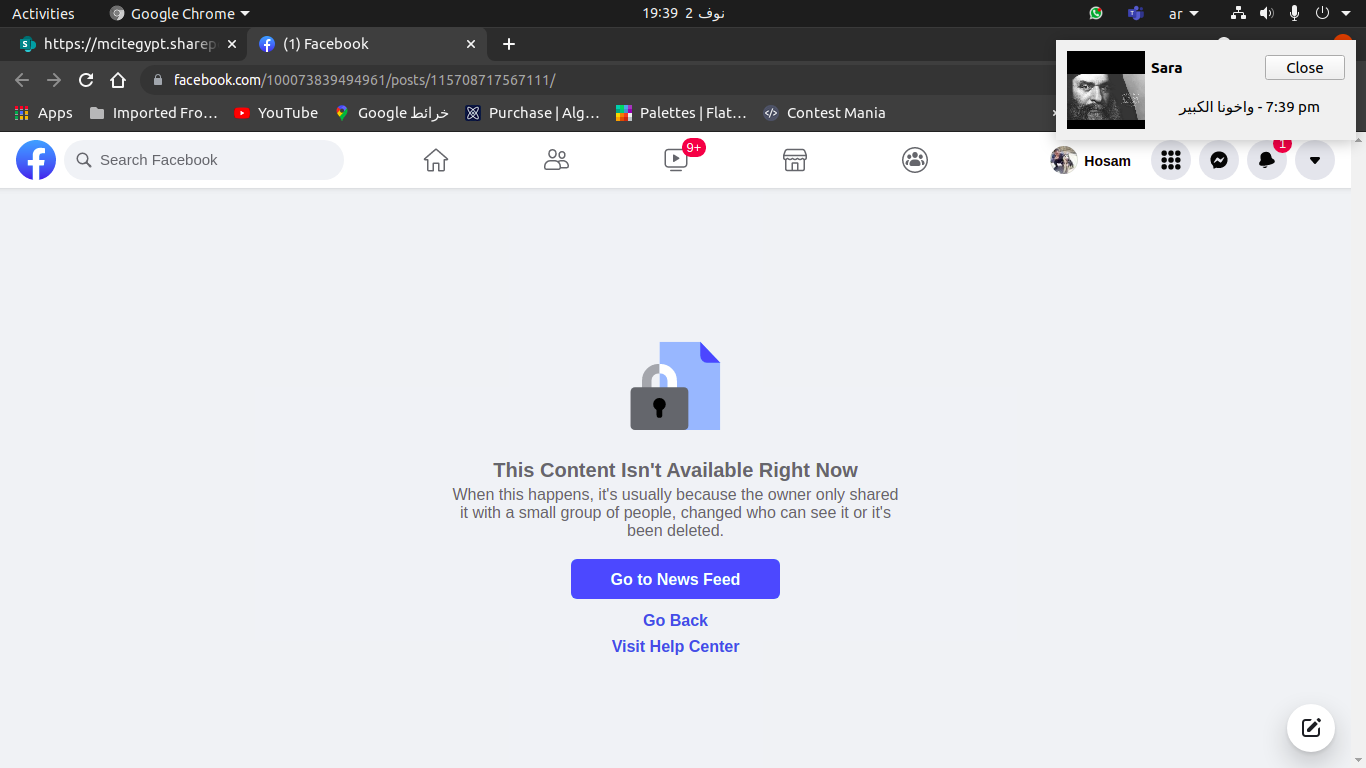 Activities Google Chrome 19:39 2 نوف ar
https://mcitegypt.sharep (1) Facebook
facebook.com/100073839494961/posts/115708717567111/
Sara Close
واخونا الكبير - 7:39 pm
Apps Imported Fro… YouTube خرائط Google Purchase | Alg… Palettes | Flat… Contest Mania
Search Facebook 9+ Hosam 1
This Content Isn't Available Right Now
When this happens, it's usually because the owner only shared
it with a small group of people, changed who can see it or it's
been deleted.
Go to News Feed
Go Back
Visit Help Center